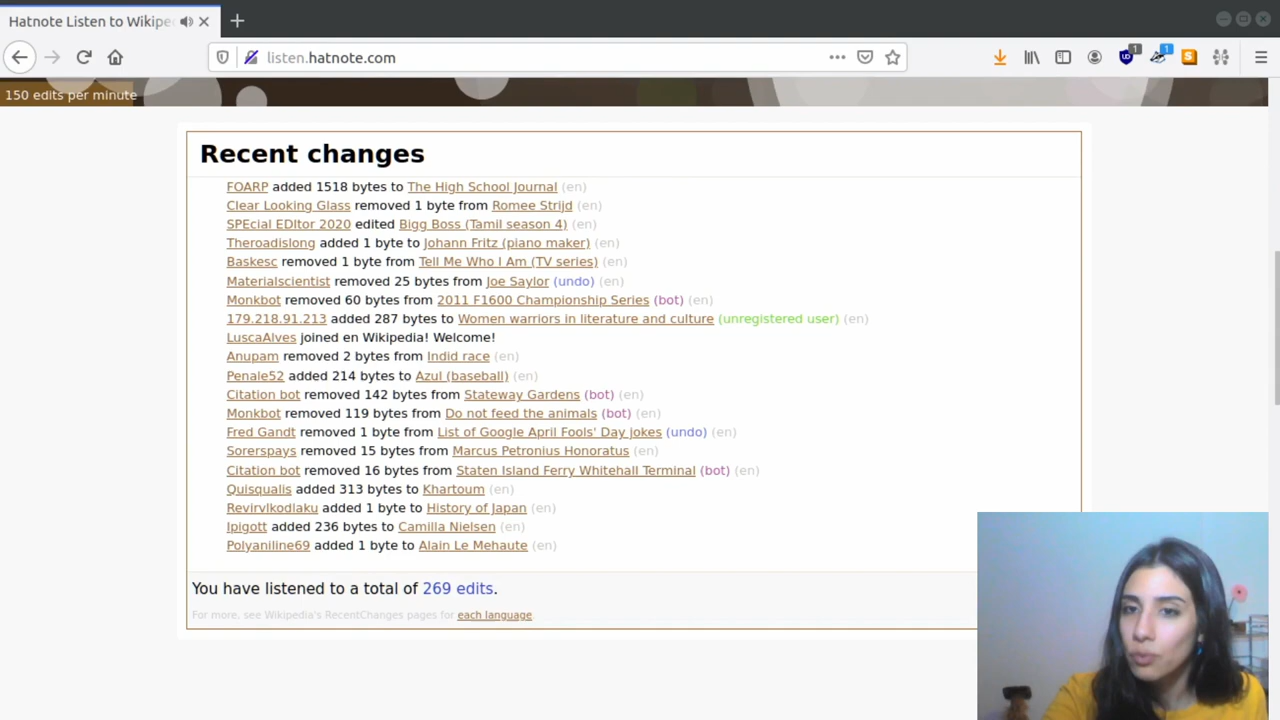 Hatnote Listen to Wikipe
listen.hatnote.com
1
1
150 edits per minute
Recent changes
FOARP added 1518 bytes to The High School Journal (en)
Clear Looking Glass removed 1 byte from Romee Strijd (en)
SPEcial EDItor 2020 edited Bigg Boss (Tamil season 4) (en)
Theroadislong added 1 byte to Johann Fritz (piano maker) (en)
Baskesc removed 1 byte from Tell Me Who I Am (TV series) (en)
Materialscientist removed 25 bytes from Joe Saylor (undo) (en)
Monkbot removed 60 bytes from 2011 F1600 Championship Series (bot) (en)
179.218.91.213 added 287 bytes to Women warriors in literature and culture (unregistered user) (en)
LuscaAlves joined en Wikipedia! Welcome!
Anupam removed 2 bytes from Indid race (en)
Penale52 added 214 bytes to Azul (baseball) (en)
Citation bot removed 142 bytes from Stateway Gardens (bot) (en)
Monkbot removed 119 bytes from Do not feed the animals (bot) (en)
Fred Gandt removed 1 byte from List of Google April Fools' Day jokes (undo) (en)
Sorerspays removed 15 bytes from Marcus Petronius Honoratus (en)
Citation bot removed 16 bytes from Staten Island Ferry Whitehall Terminal (bot) (en)
Quisqualis added 313 bytes to Khartoum (en)
Revirvlkodlaku added 1 byte to History of Japan (en)
Ipigott added 236 bytes to Camilla Nielsen (en)
Polyaniline69 added 1 byte to Alain Le Mehaute (en)
You have listened to a total of 269 edits.
For more, see Wikipedia's RecentChanges pages for each language